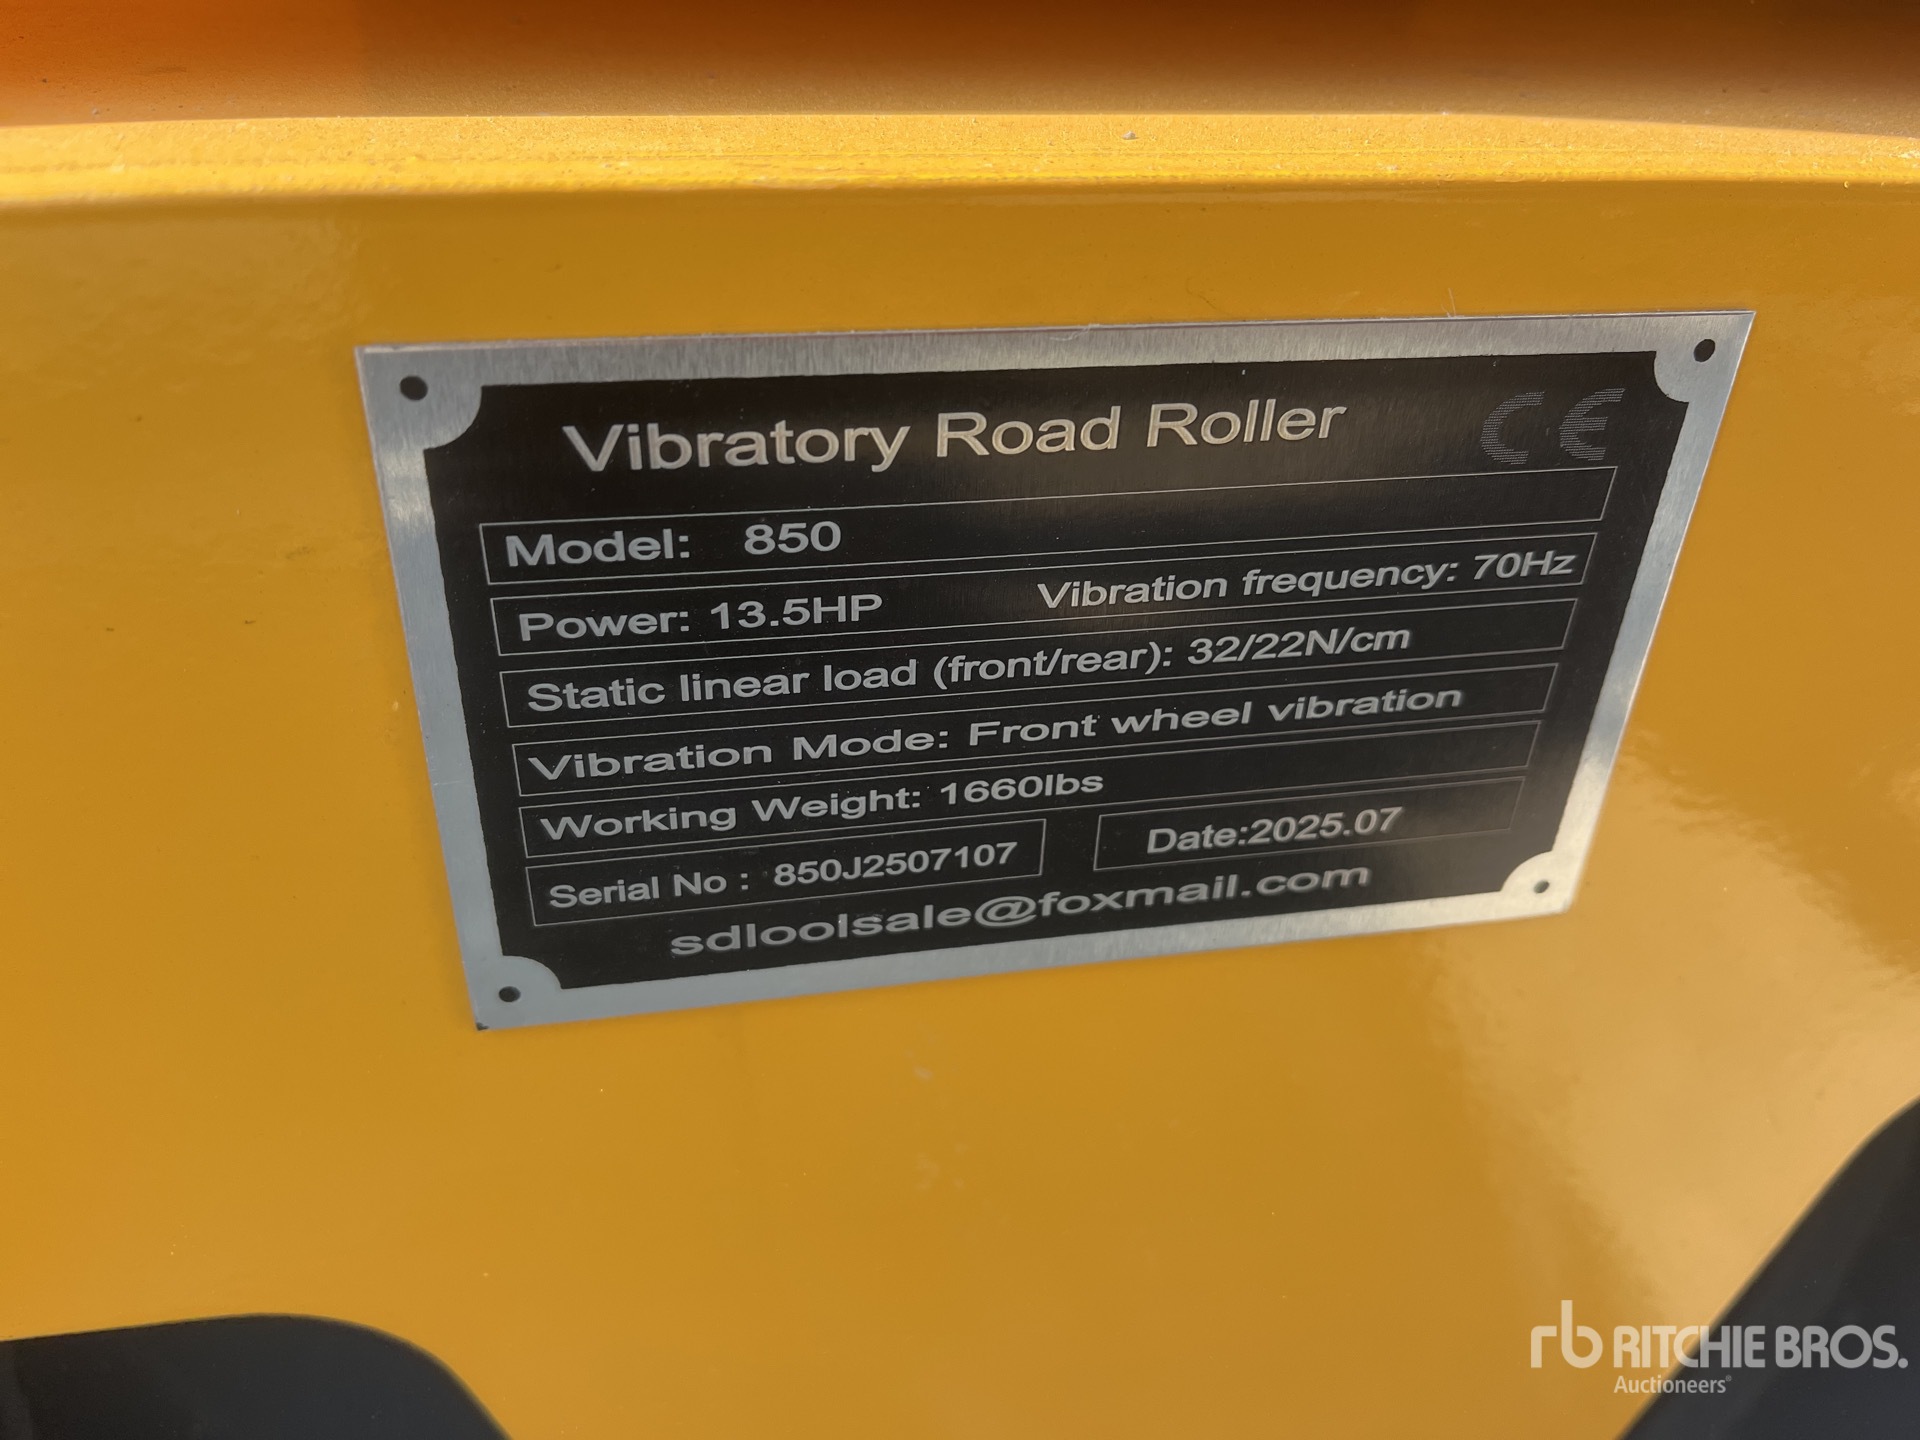 Vibratory Road Roller CE
Model: 850
Power: 13.5HP Vibration frequency: 70Hz
Static linear load (front/rear): 32/22N/cm
Vibration Mode: Front wheel vibration
Working Weight: 1660lbs
Serial No : 850J2507107 Date:2025.07
sdloolsale@foxmail.com
rb RITCHIE BROS.
Auctioneers